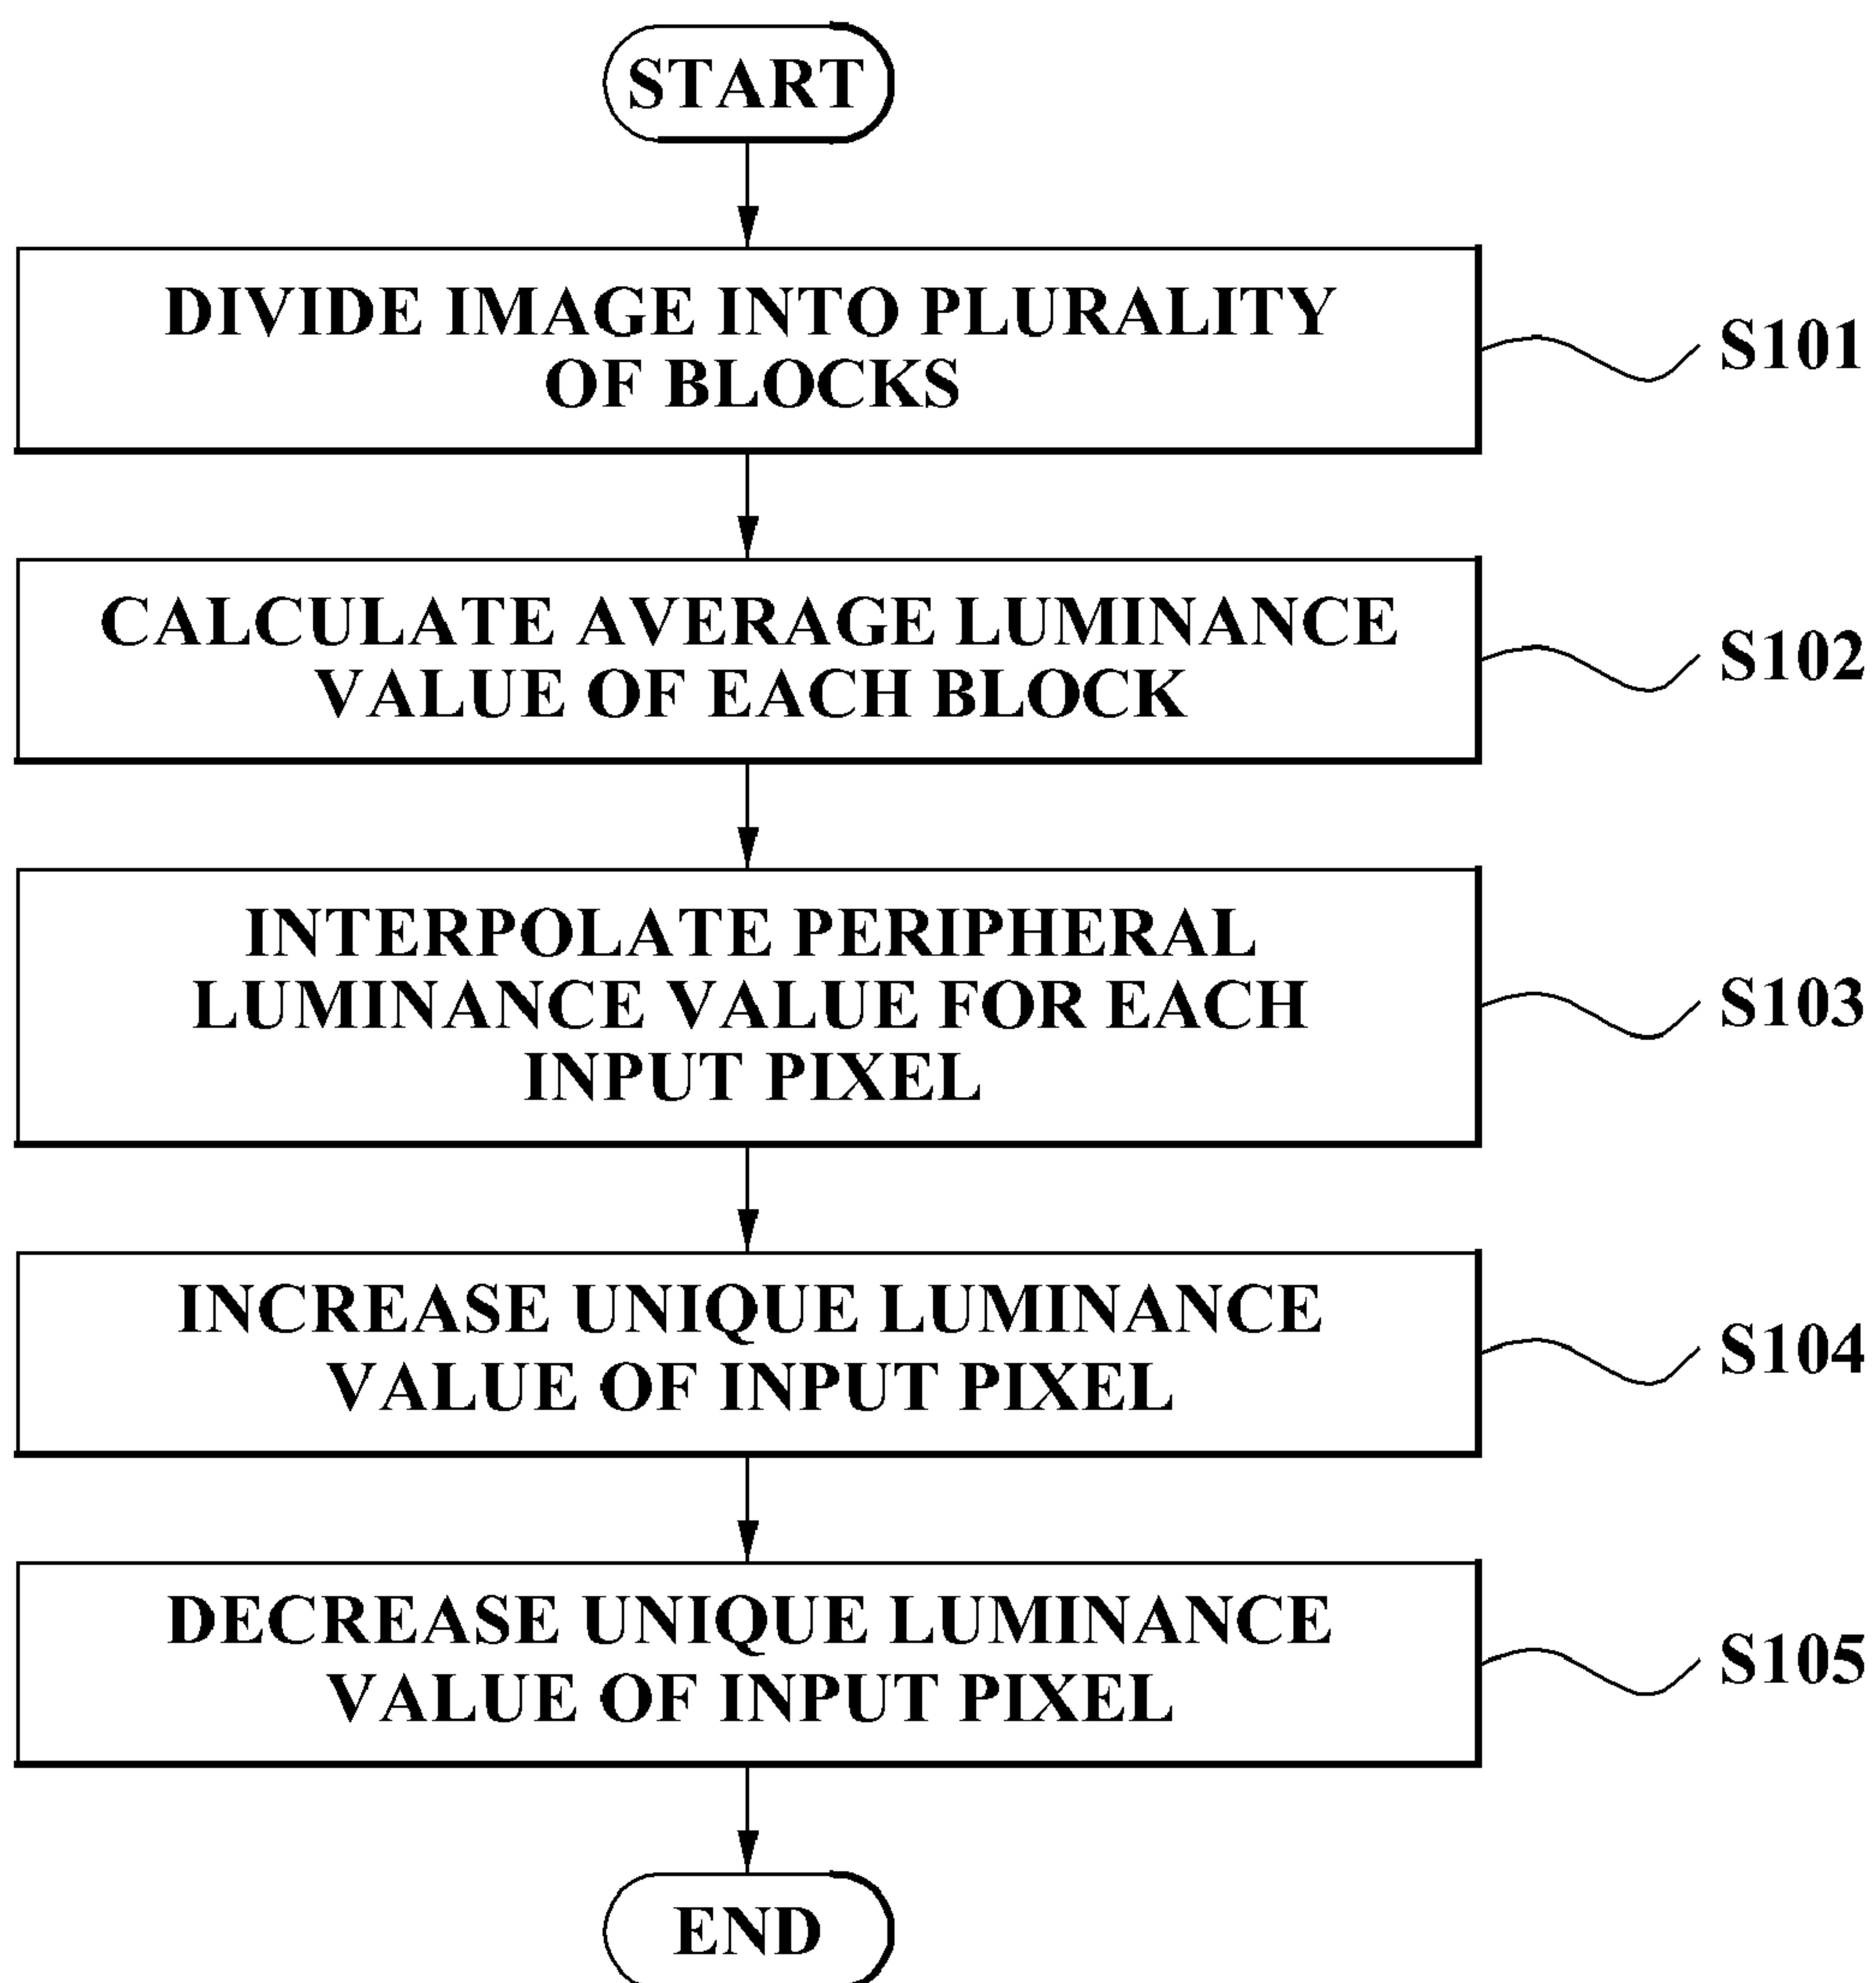 START
DIVIDE IMAGE INTO PLURALITY
OF BLOCKS
S101
CALCULATE AVERAGE LUMINANCE
VALUE OF EACH BLOCK
S102
INTERPOLATE PERIPHERAL
LUMINANCE VALUE FOR EACH
INPUT PIXEL
S103
INCREASE UNIQUE LUMINANCE
VALUE OF INPUT PIXEL
S104
DECREASE UNIQUE LUMINANCE
VALUE OF INPUT PIXEL
S105
END